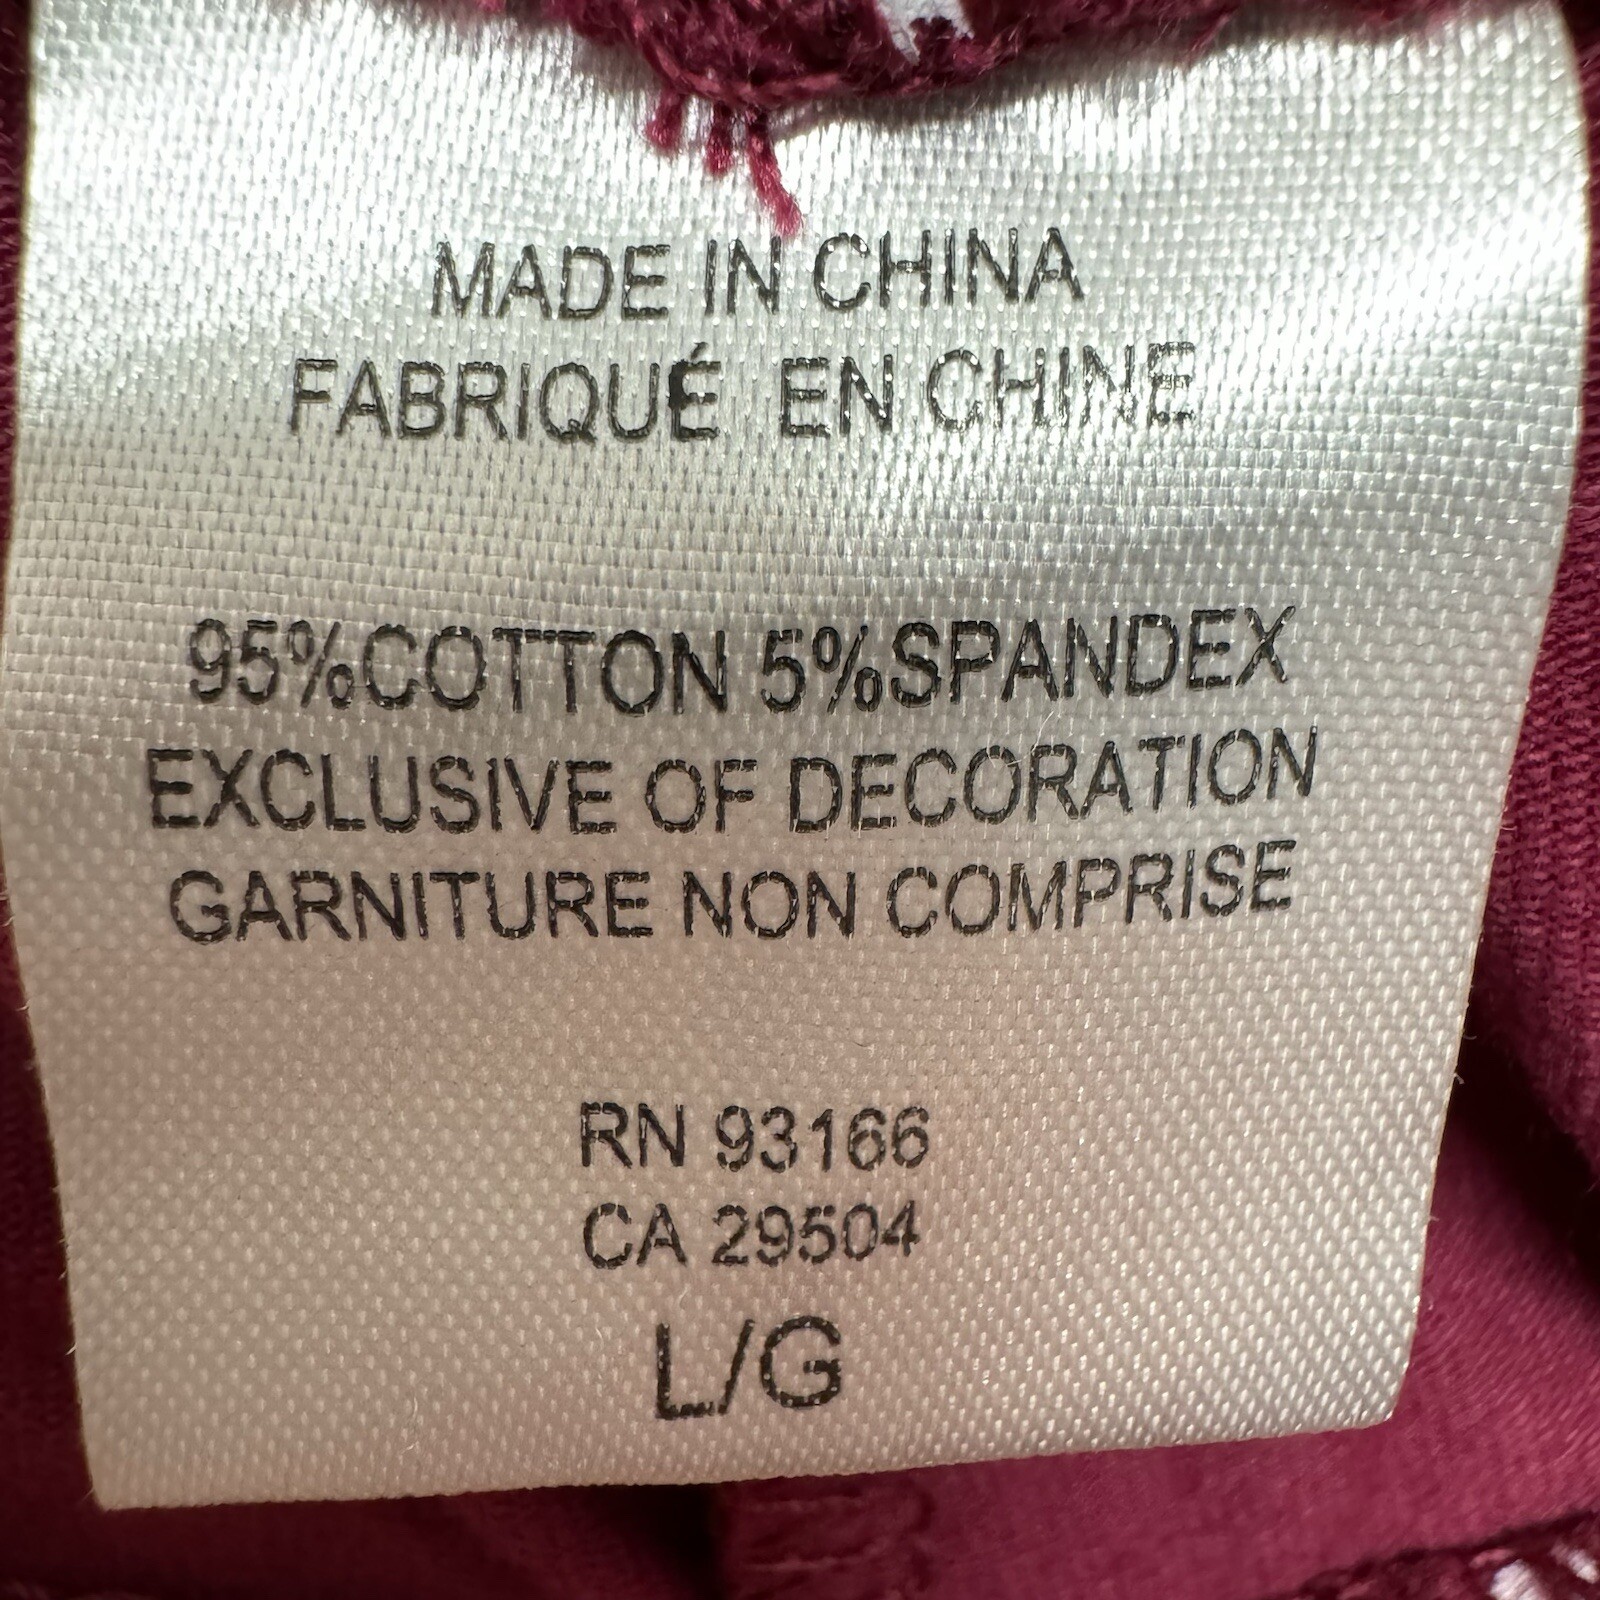 MADE IN CHINA
FABRIQUÉ EN CHINE
95%COTTON 5%SPANDEX
EXCLUSIVE OF DECORATION
GARNITURE NON COMPRISE
RN 93166
CA 29504
L/G